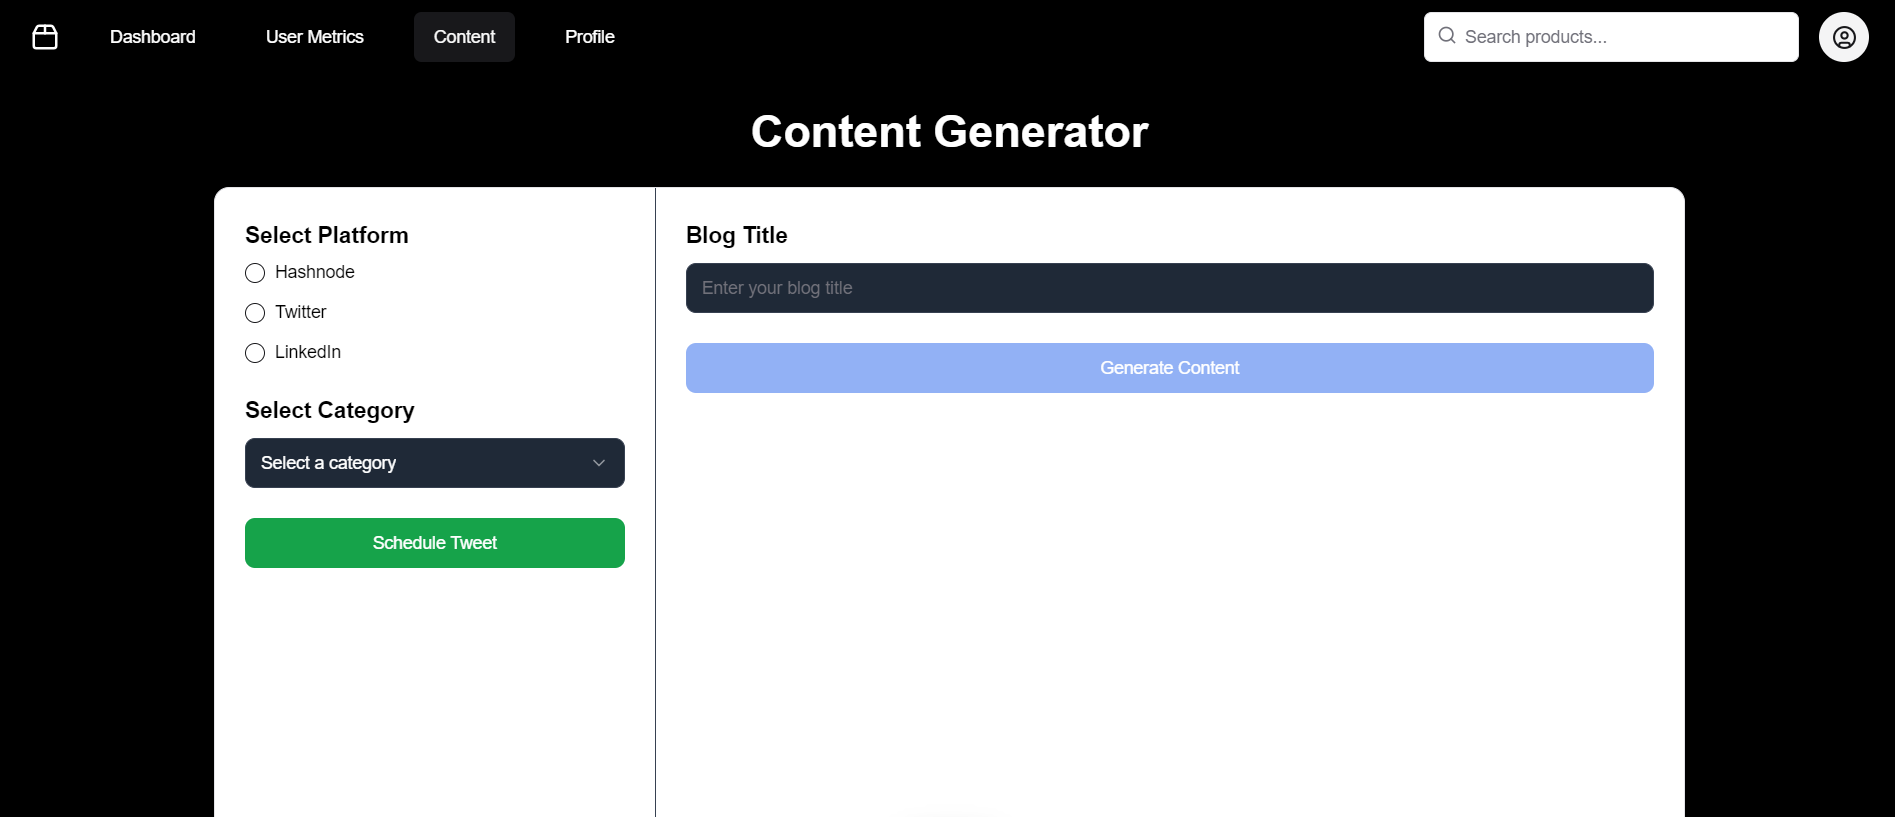 Dashboard
User Metrics
Content
Profile
Search products...
Content Generator
Select Platform
Hashnode
Twitter
LinkedIn
Select Category
Select a category
Schedule Tweet
Blog Title
Enter your blog title
Generate Content